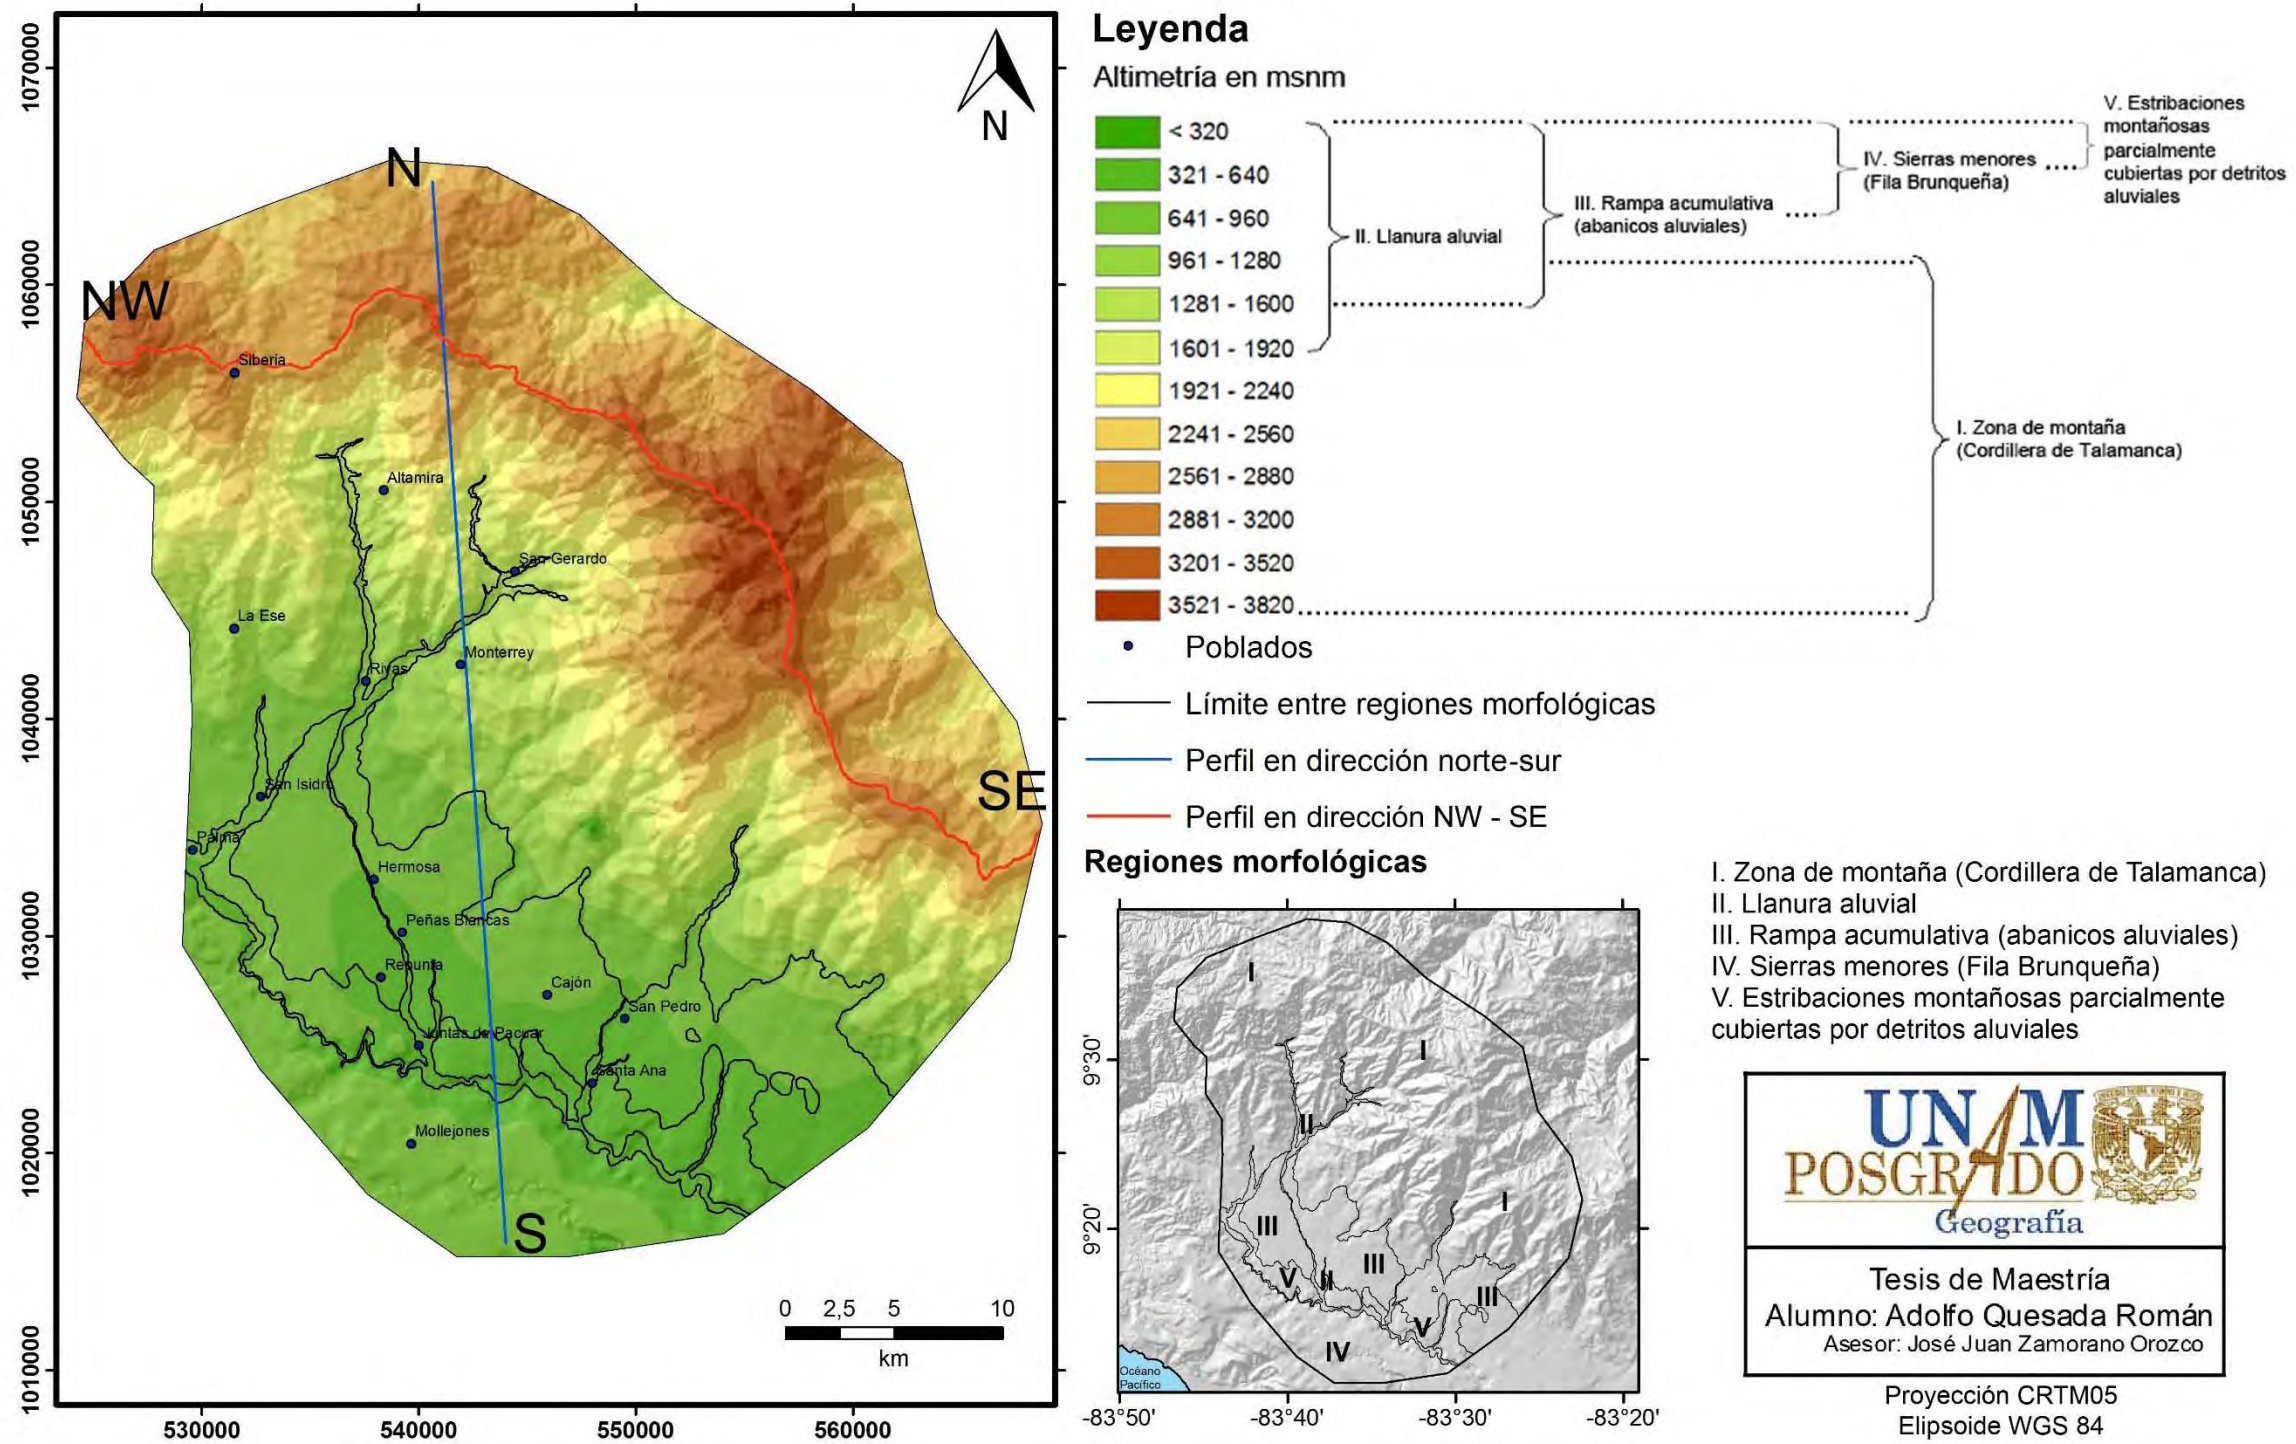 1070000
1060000
1050000
1040000
1030000
1020000
1010000
530000
540000
550000
560000
N
N
NW
SE
S
Siberia
Altamira
San Gerardo
La Ese
Monterrey
Rivas
San Isidro
Palma
Hermosa
Peñas Blancas
Repunta
Cajón
San Pedro
Juntas de Pacuar
Santa Ana
Mollejones
0 2,5 5 10
km
Leyenda
Altimetría en msnm
< 320
321 - 640
641 - 960
961 - 1280
1281 - 1600
1601 - 1920
1921 - 2240
2241 - 2560
2561 - 2880
2881 - 3200
3201 - 3520
3521 - 3820
II. Llanura aluvial
III. Rampa acumulativa
(abanicos aluviales)
IV. Sierras menores
(Fila Brunqueña)
V. Estribaciones
montañosas
parcialmente
cubiertas por detritos
aluviales
I. Zona de montaña
(Cordillera de Talamanca)
Poblados
Límite entre regiones morfológicas
Perfil en dirección norte-sur
Perfil en dirección NW - SE
Regiones morfológicas
I
I
II
I
III
III
V
II
III
V
IV
Océano
Pacífico
9°30'
9°20'
-83°50'
-83°40'
-83°30'
-83°20'
I. Zona de montaña (Cordillera de Talamanca)
II. Llanura aluvial
III. Rampa acumulativa (abanicos aluviales)
IV. Sierras menores (Fila Brunqueña)
V. Estribaciones montañosas parcialmente
cubiertas por detritos aluviales
UNAM
POSGRADO
Geografía
Tesis de Maestría
Alumno: Adolfo Quesada Román
Asesor: José Juan Zamorano Orozco
Proyección CRTM05
Elipsoide WGS 84